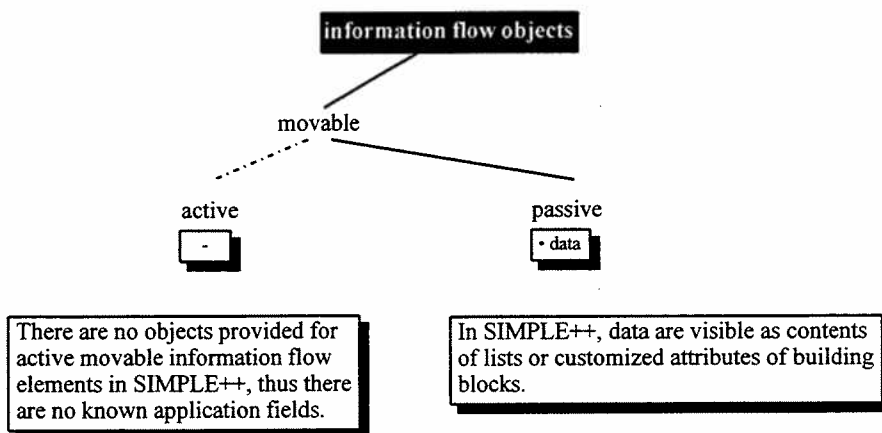 information flow objects
movable
active
passive
-
• data
There are no objects provided for
active movable information flow
elements in SIMPLE++, thus there
are no known application fields.
In SIMPLE++, data are visible as contents
of lists or customized attributes of building
blocks.